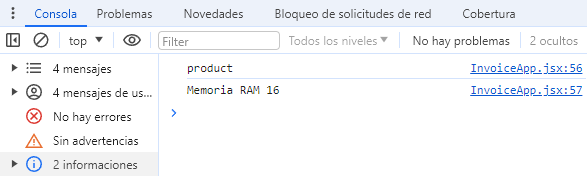 Consola Problemas Novedades Bloqueo de solicitudes de red Cobertura
top Filter Todos los niveles No hay problemas 2 ocultos
4 mensajes
4 mensajes de us...
No hay errores
Sin advertencias
2 informaciones
product InvoiceApp.jsx:56
Memoria RAM 16 InvoiceApp.jsx:57